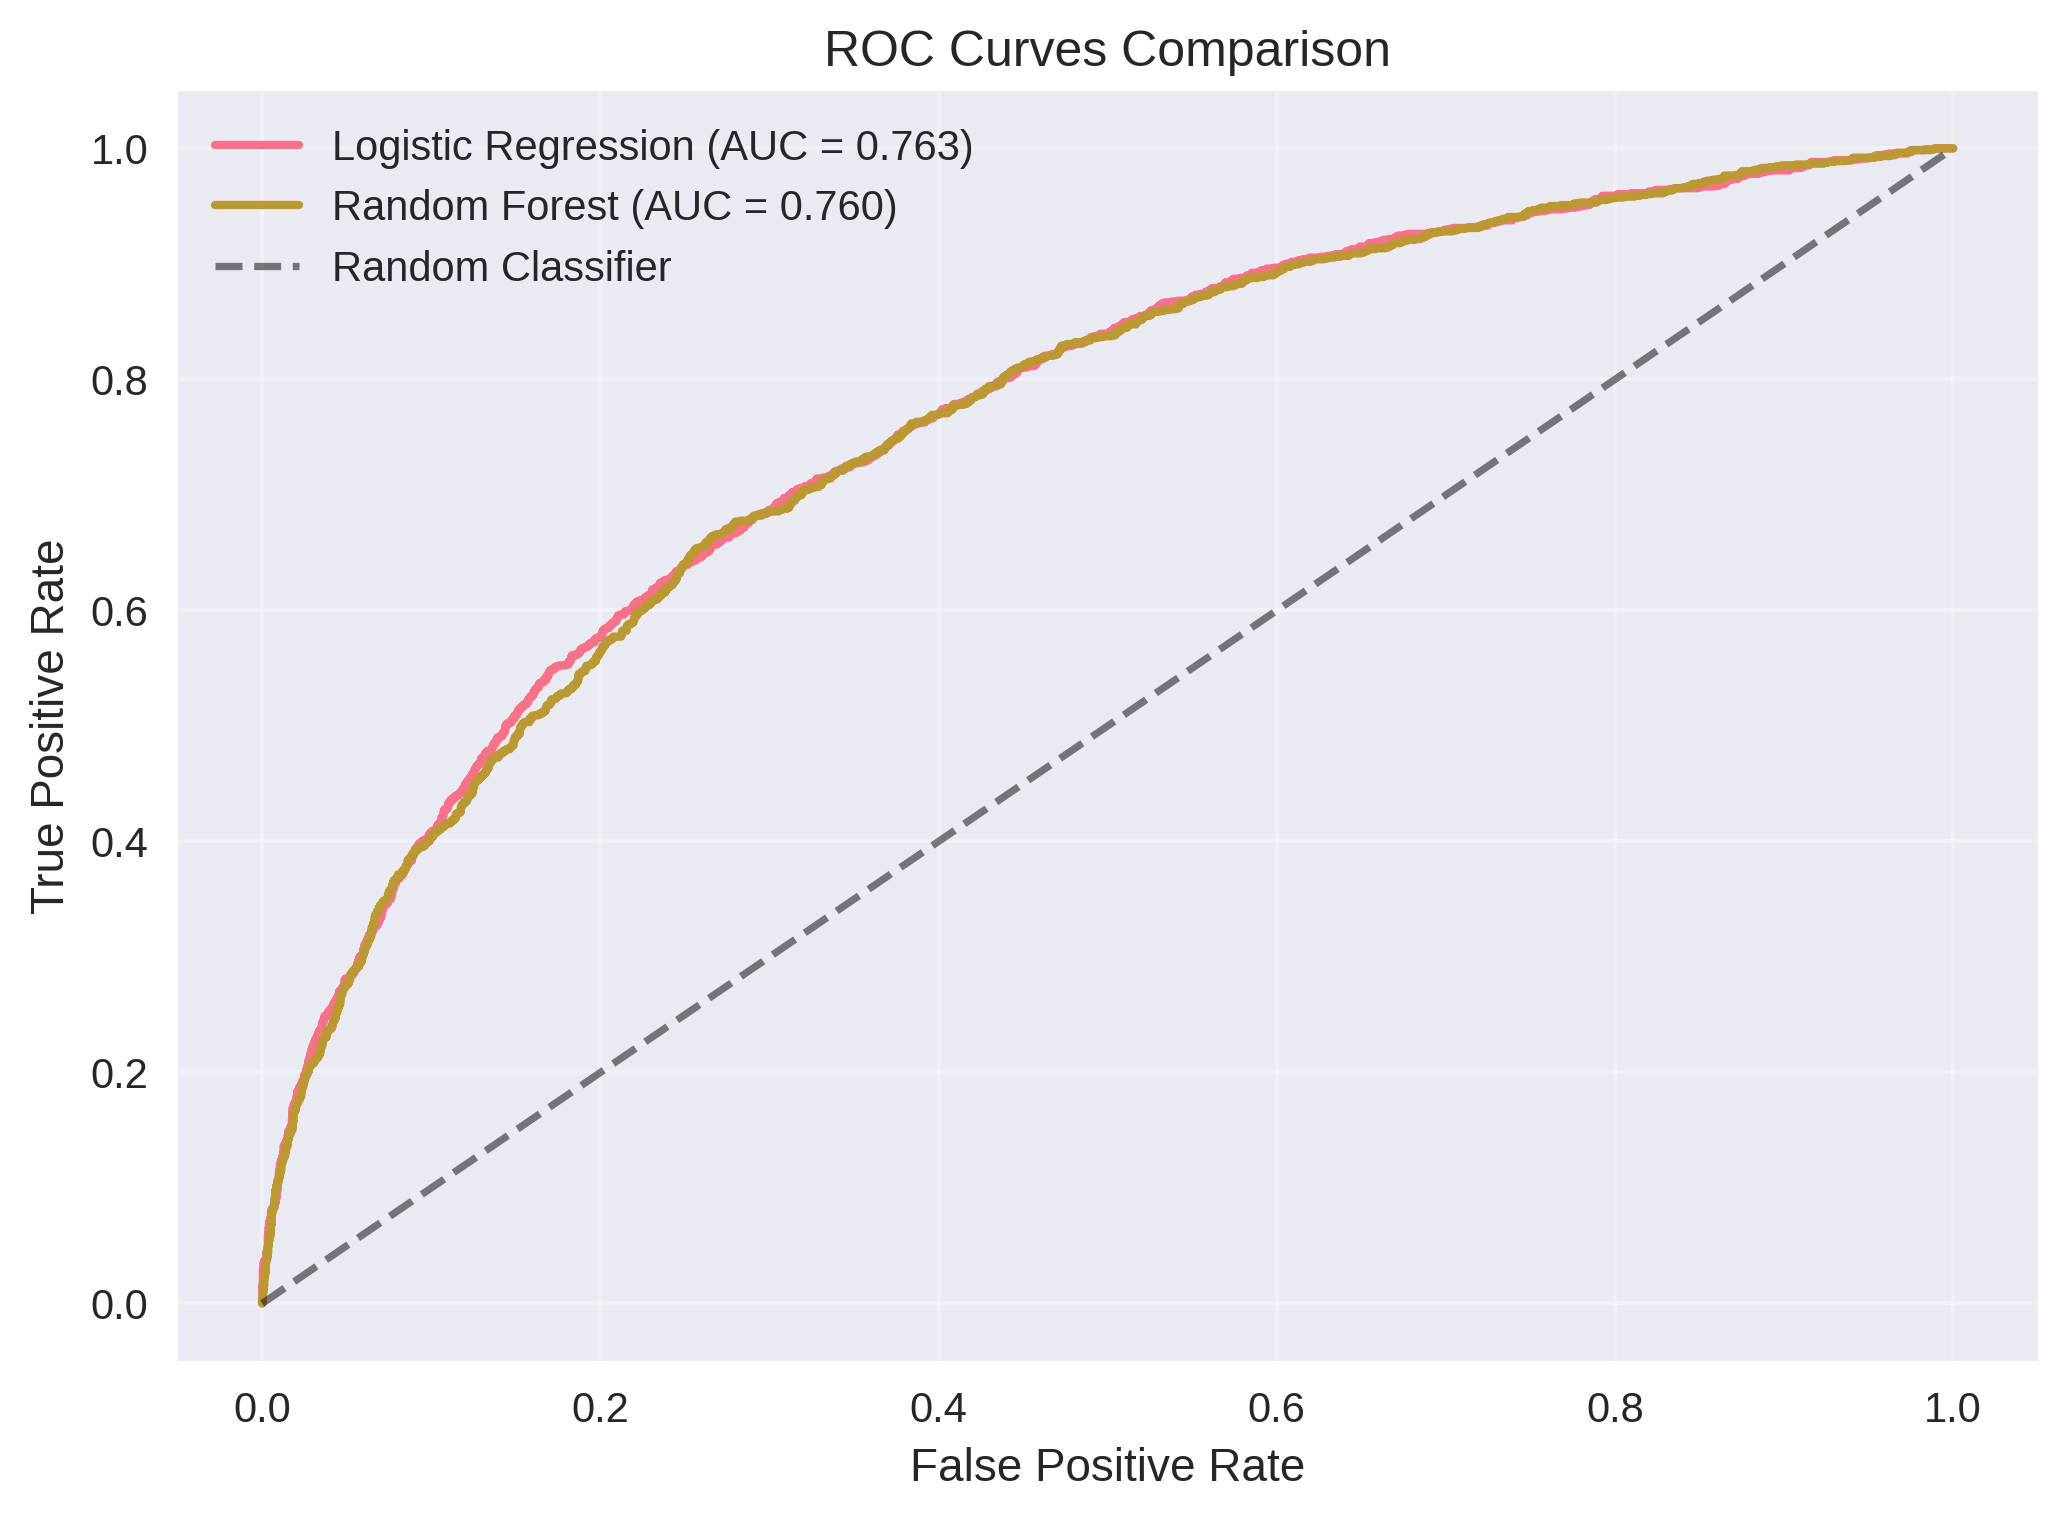 ROC Curves Comparison
Logistic Regression (AUC = 0.763)
Random Forest (AUC = 0.760)
Random Classifier
True Positive Rate
1.0
0.8
0.6
0.4
0.2
0.0
0.0 0.2 0.4 0.6 0.8 1.0
False Positive Rate